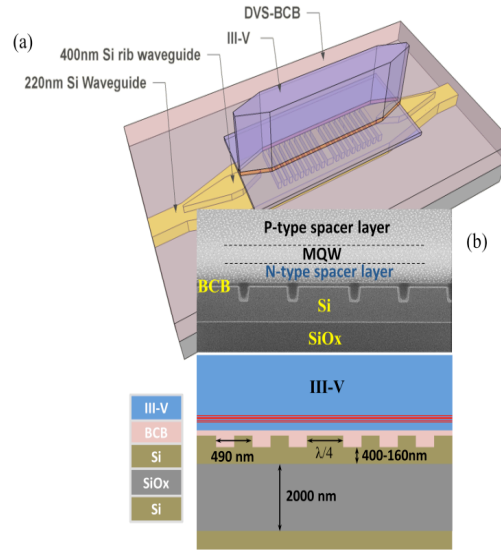 (a)
DVS-BCB
III-V
400nm Si rib waveguide
220nm Si Waveguide
(b)
P-type spacer layer
MQW
N-type spacer layer
BCB
Si
SiOx
III-V
III-V
BCB
Si
SiOx
Si
490 nm
λ/4
400-160nm
2000 nm